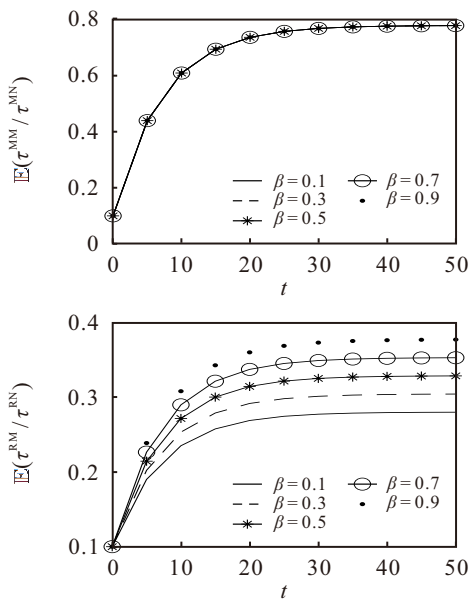 0.8
0.6
0.4
0.2
0
𝔼(τ^MM / τ^MN)
β = 0.1
β = 0.3
β = 0.5
β = 0.7
β = 0.9
0 10 20 30 40 50
t
0.4
0.3
0.2
0.1
𝔼(τ^RM / τ^RN)
β = 0.1
β = 0.3
β = 0.5
β = 0.7
β = 0.9
0 10 20 30 40 50
t